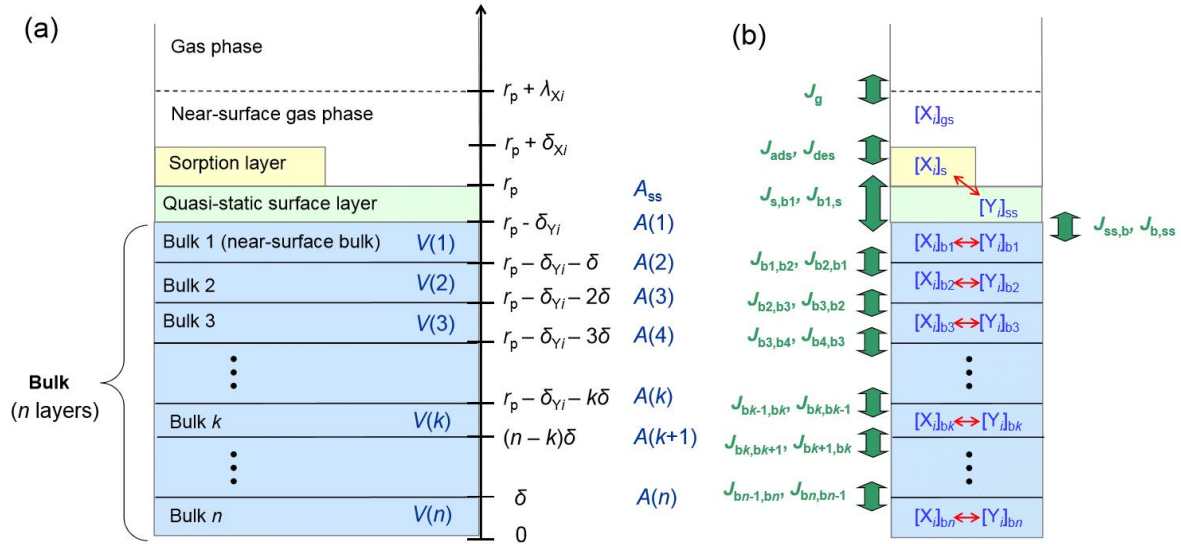 (a)
Gas phase
r_p + λ_Xi
Near-surface gas phase
r_p + δ_Xi
Sorption layer
r_p
A_ss
Quasi-static surface layer
r_p - δ_Yi
A(1)
Bulk 1 (near-surface bulk) V(1)
r_p − δ_Yi − δ
A(2)
Bulk 2 V(2)
r_p − δ_Yi − 2δ
A(3)
Bulk 3 V(3)
r_p − δ_Yi − 3δ
A(4)
Bulk
(n layers)
r_p − δ_Yi − kδ
A(k)
Bulk k V(k)
(n − k)δ
A(k+1)
δ
A(n)
Bulk n V(n)
0
(b)
J_g
[X_i]_gs
J_ads, J_des
[X_i]_s
J_s,b1, J_b1,s
[Y_i]_ss
J_ss,b, J_b,ss
[X_i]_b1 [Y_i]_b1
J_b1,b2, J_b2,b1
[X_i]_b2 [Y_i]_b2
J_b2,b3, J_b3,b2
[X_i]_b3 [Y_i]_b3
J_b3,b4, J_b4,b3
J_bk-1,bk, J_bk,bk-1
[X_i]_bk [Y_i]_bk
J_bk,bk+1, J_bk+1,bk
J_bn-1,bn, J_bn,bn-1
[X_i]_bn [Y_i]_bn